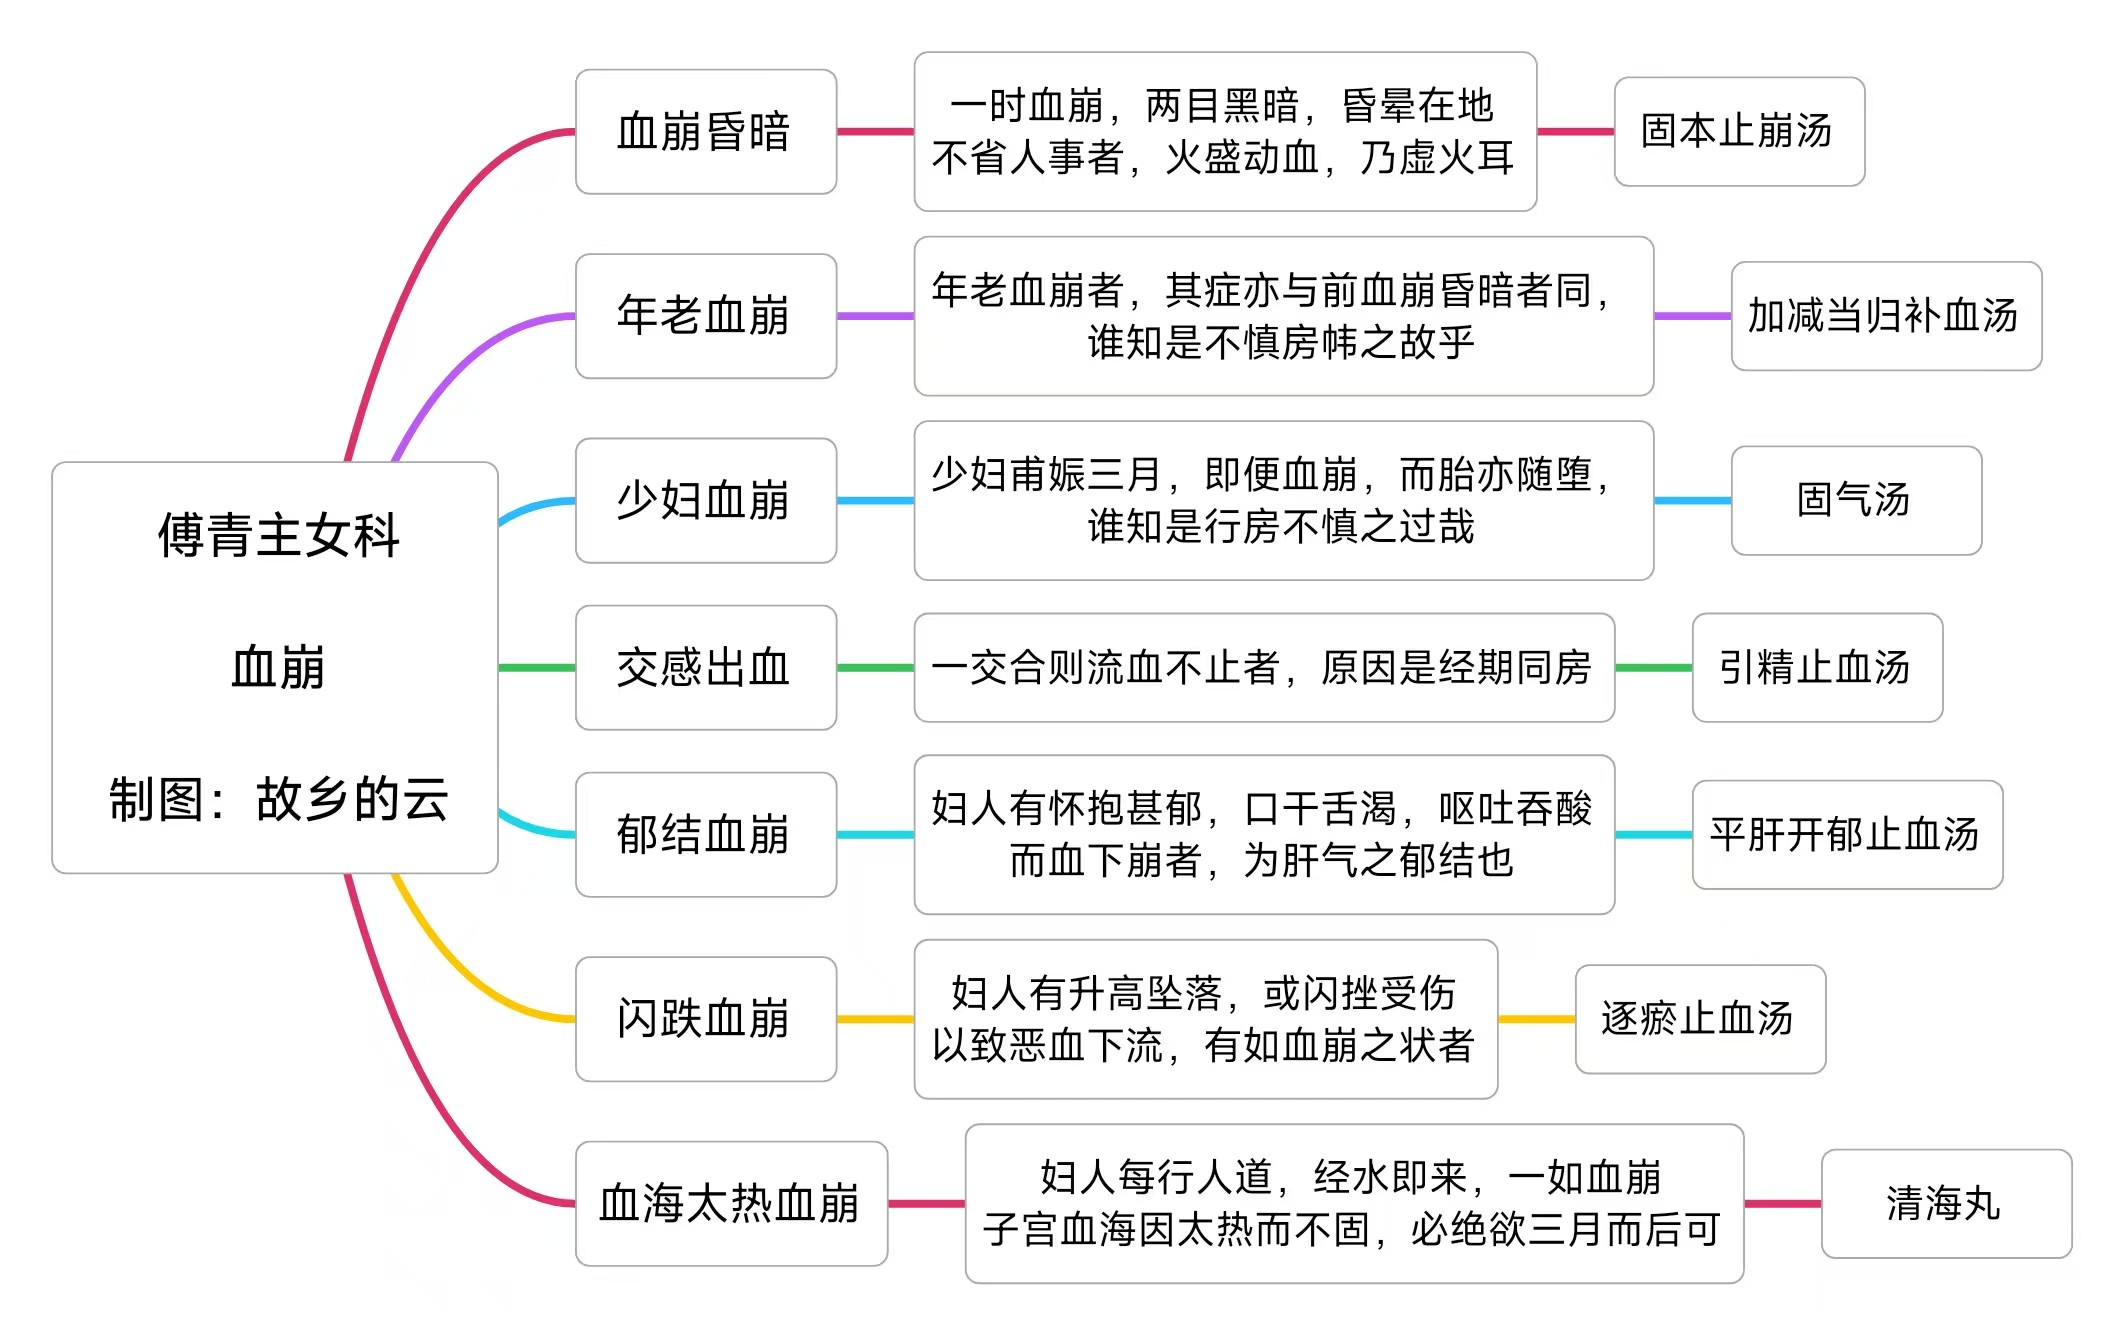 傅青主女科
血崩
制图：故乡的云
血崩昏暗
一时血崩，两目黑暗，昏晕在地
不省人事者，火盛动血，乃虚火耳
固本止崩汤
年老血崩
年老血崩者，其症亦与前血崩昏暗者同，
谁知是不慎房帏之故乎
加减当归补血汤
少妇血崩
少妇甫娠三月，即便血崩，而胎亦随堕，
谁知是行房不慎之过哉
固气汤
交感出血
一交合则流血不止者，原因是经期同房
引精止血汤
郁结血崩
妇人有怀抱甚郁，口干舌渴，呕吐吞酸
而血下崩者，为肝气之郁结也
平肝开郁止血汤
闪跌血崩
妇人有升高坠落，或闪挫受伤
以致恶血下流，有如血崩之状者
逐瘀止血汤
血海太热血崩
妇人每行人道，经水即来，一如血崩
子宫血海因太热而不固，必绝欲三月而后可
清海丸